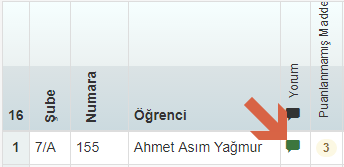 16 Şube Numara Öğrenci Yorum Puanlanmamış Madde
1 7/A 155 Ahmet Asım Yağmur 3